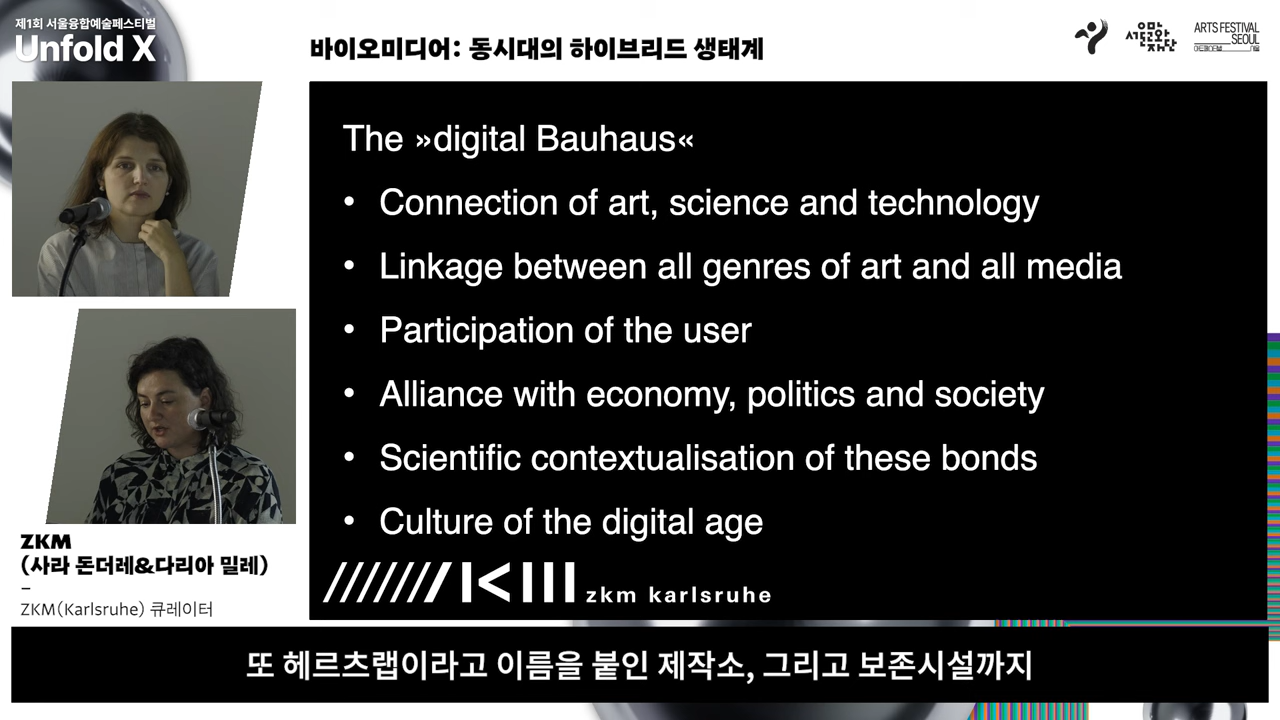 제1회 서울융합예술페스티벌
Unfold X
바이오미디어: 동시대의 하이브리드 생태계
서울문화재단
ARTS FESTIVAL
SEOUL
The »digital Bauhaus«
• Connection of art, science and technology
• Linkage between all genres of art and all media
• Participation of the user
• Alliance with economy, politics and society
• Scientific contextualisation of these bonds
• Culture of the digital age
zkm karlsruhe
ZKM
(사라 돈더레&다리아 밀레)
–
ZKM(Karlsruhe) 큐레이터
또 헤르츠랩이라고 이름을 붙인 제작소, 그리고 보존시설까지